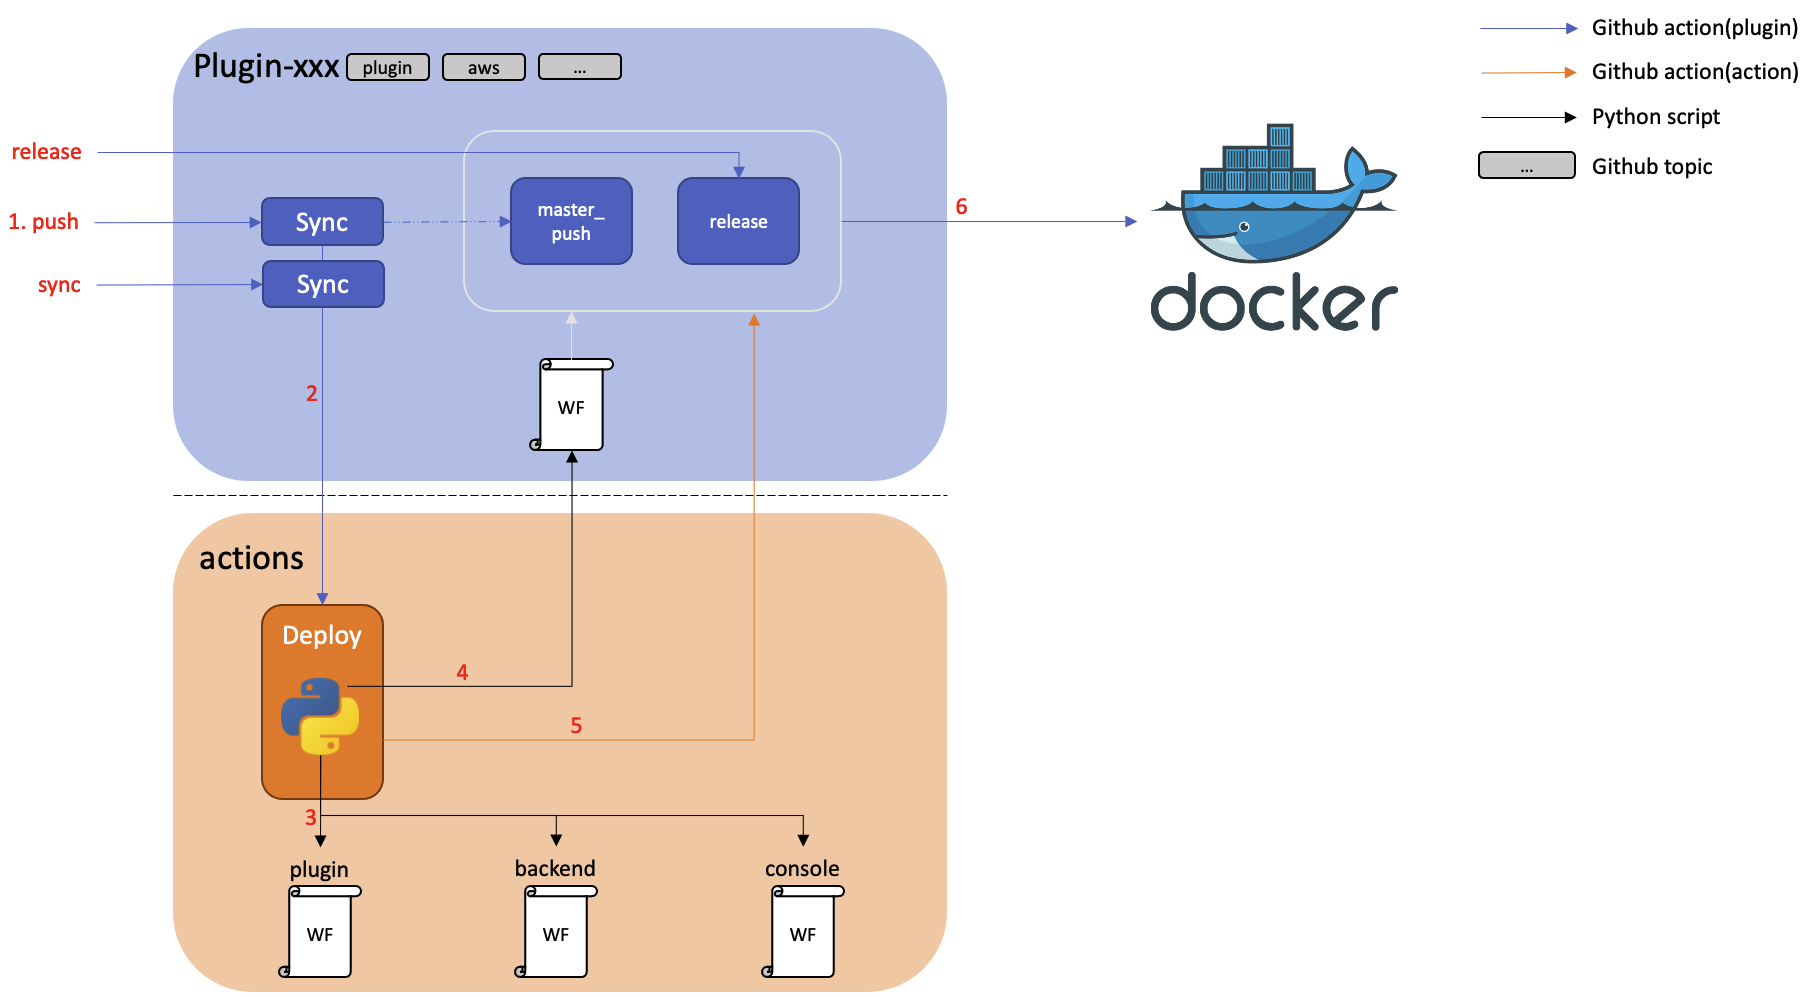 Github action(plugin)
Github action(action)
Python script
...
Github topic
Plugin-xxx
plugin
aws
...
release
1. push
sync
Sync
Sync
master_
push
release
6
docker
2
WF
actions
Deploy
4
5
3
plugin
backend
console
WF
WF
WF